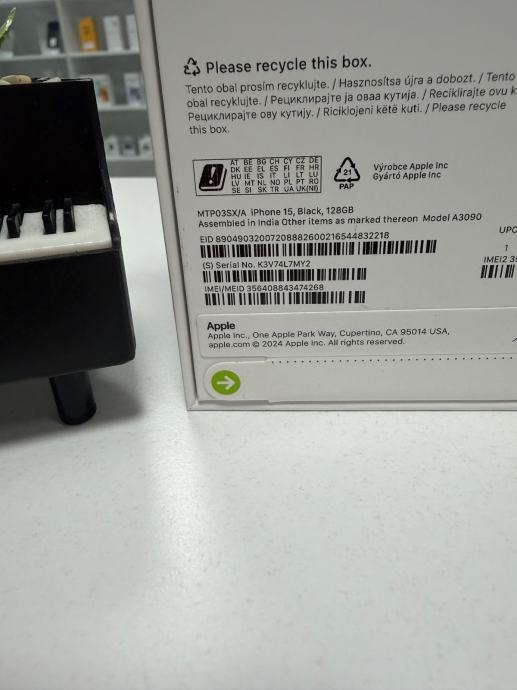 Please recycle this box.
Tento obal prosím recyklujte. / Hasznosítsa újra a dobozt. / Tento
obal recyklujte. / Рециклирајте ја оваа кутија. / Reciklirajte ovu k
Рециклирајте ову кутију. / Riciklojeni këtë kuti. / Please recycle
this box.
AT BE BG CH CY CZ DE
DK EE EL ES FI FR HR
HU IE IS IT LI LT LU
LV MT NL NO PL PT RO
SE SI SK TR UA UK(NI)
21
PAP
Výrobce Apple Inc
Gyártó Apple Inc
MTP03SX/A iPhone 15, Black, 128GB
Assembled in India Other items as marked thereon Model A3090
EID 89049032007208882600216544832218
(S) Serial No. K3V74L7MY2
IMEI/MEID 356408843474268
UPC
1
IMEI2 35
Apple
Apple Inc., One Apple Park Way, Cupertino, CA 95014 USA,
apple.com © 2024 Apple Inc. All rights reserved.